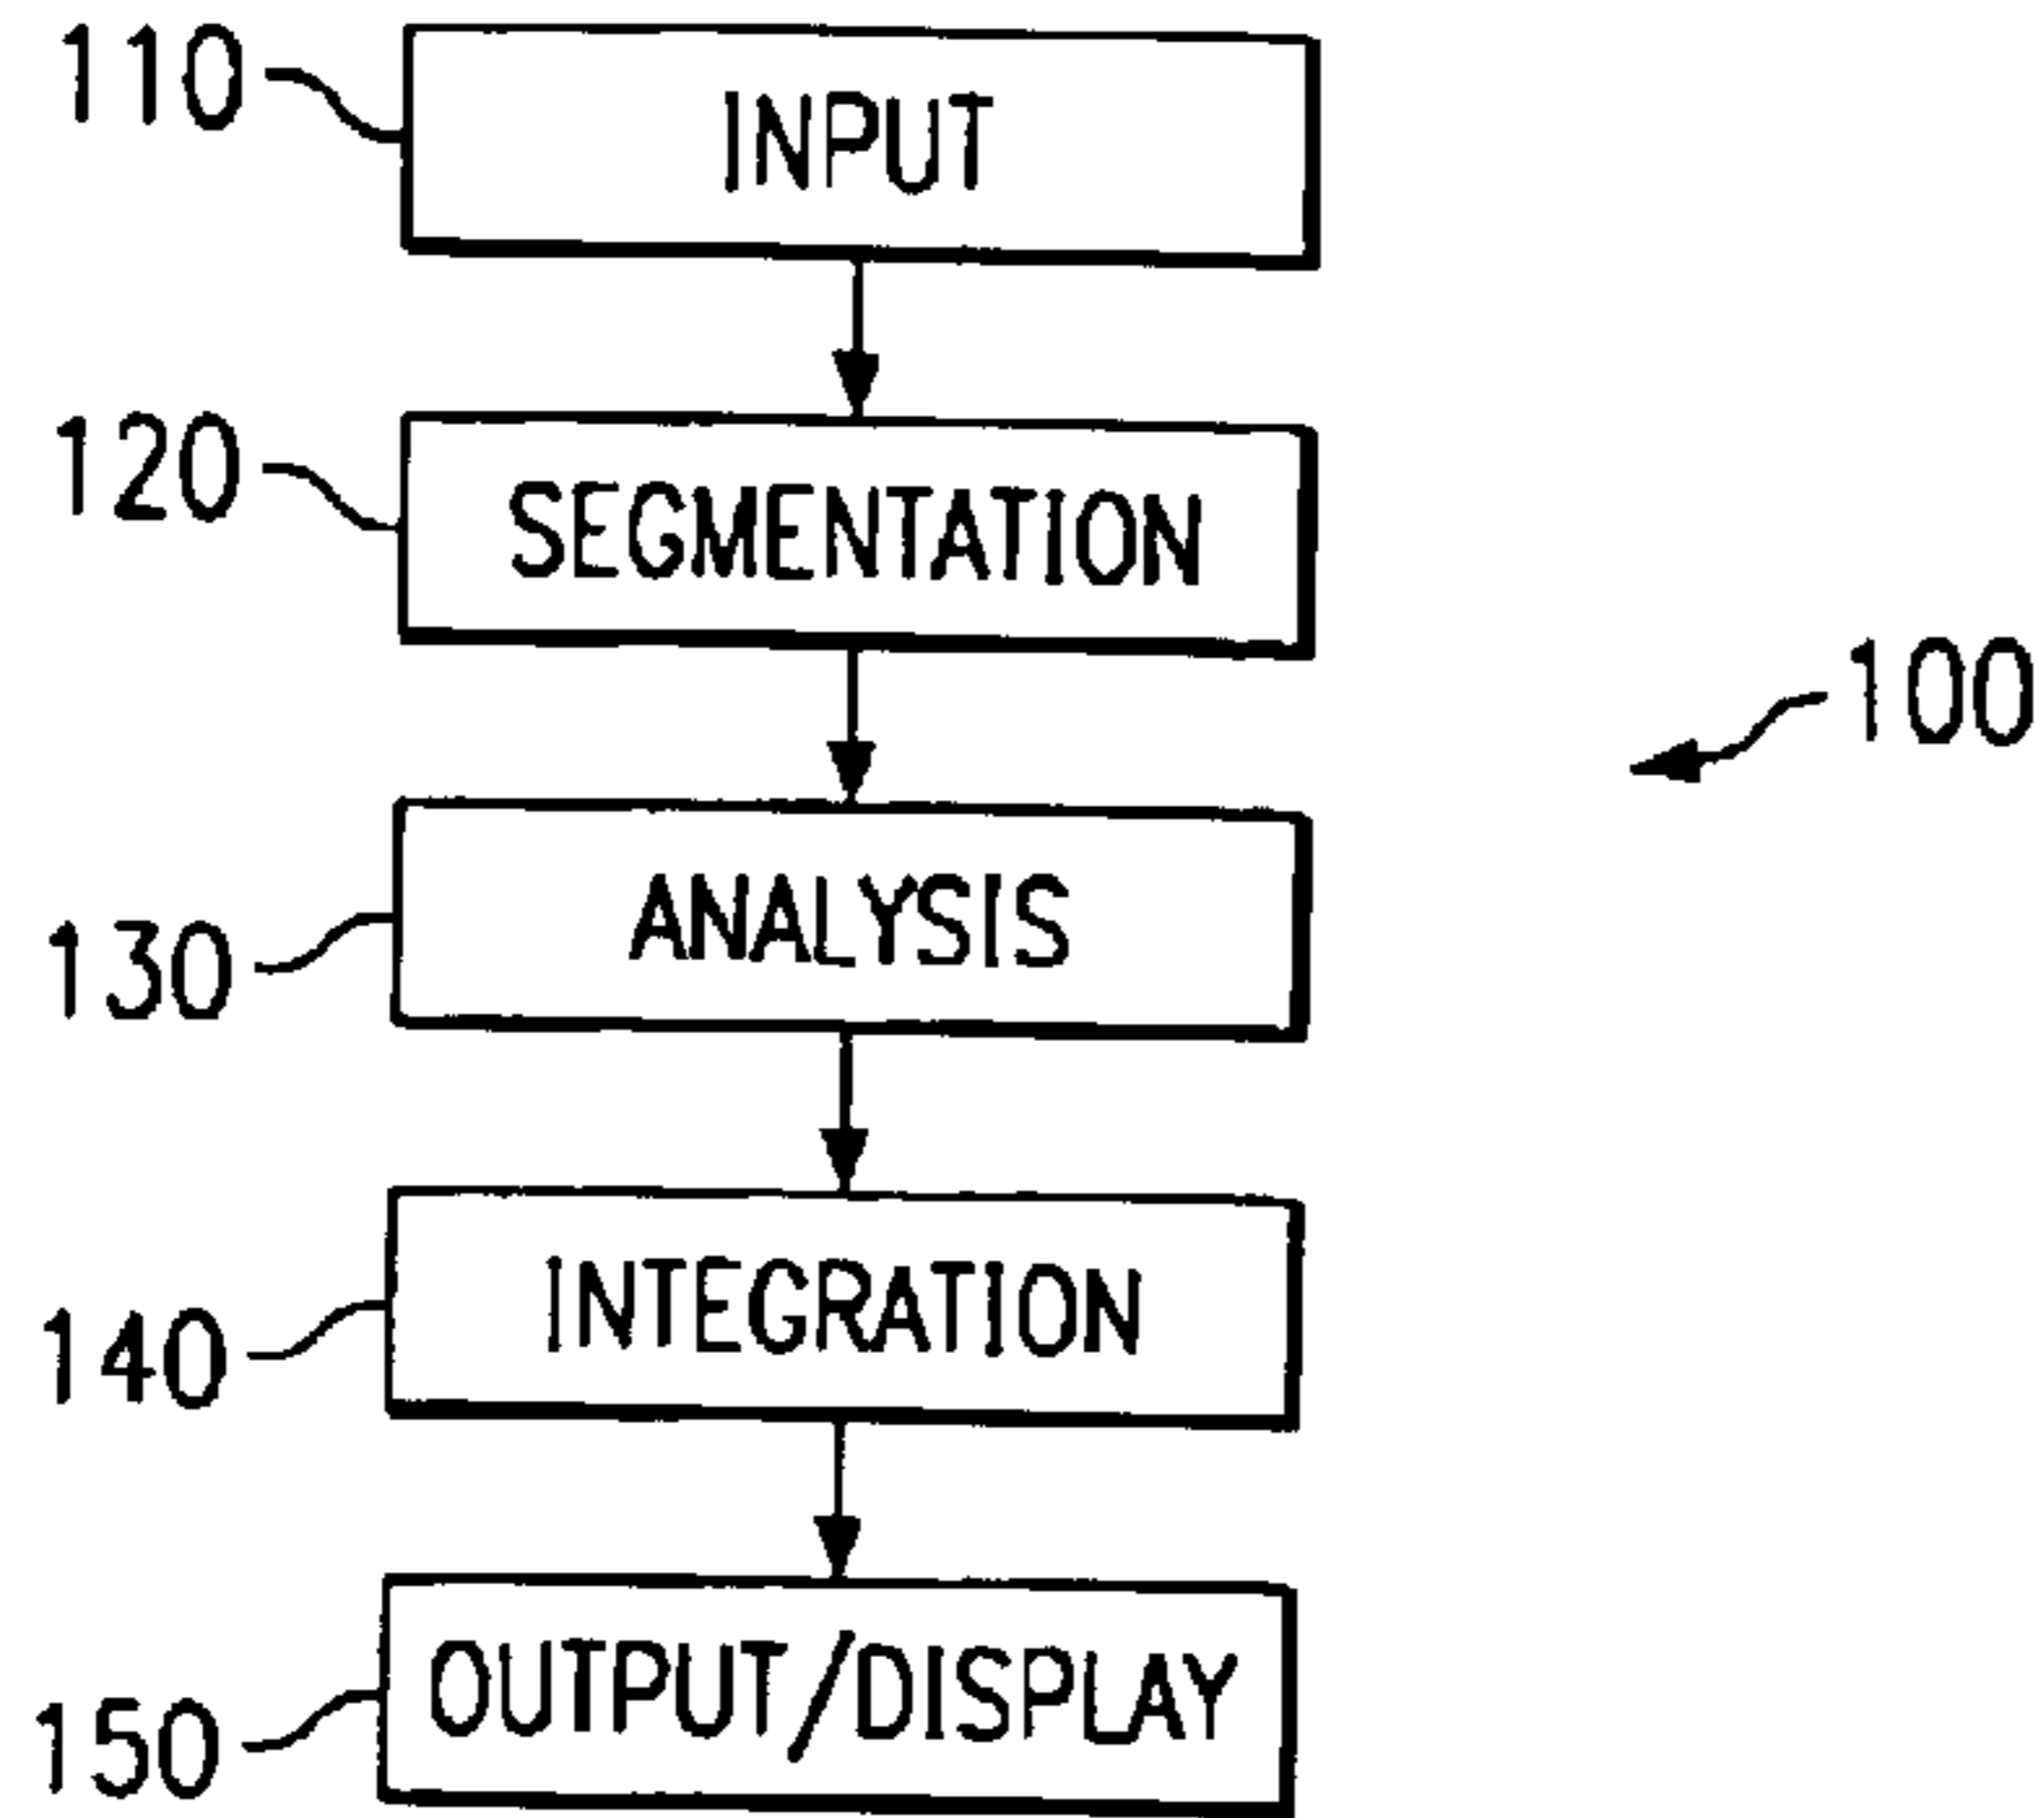 110
INPUT
120
SEGMENTATION
100
130
ANALYSIS
140
INTEGRATION
150
OUTPUT/DISPLAY